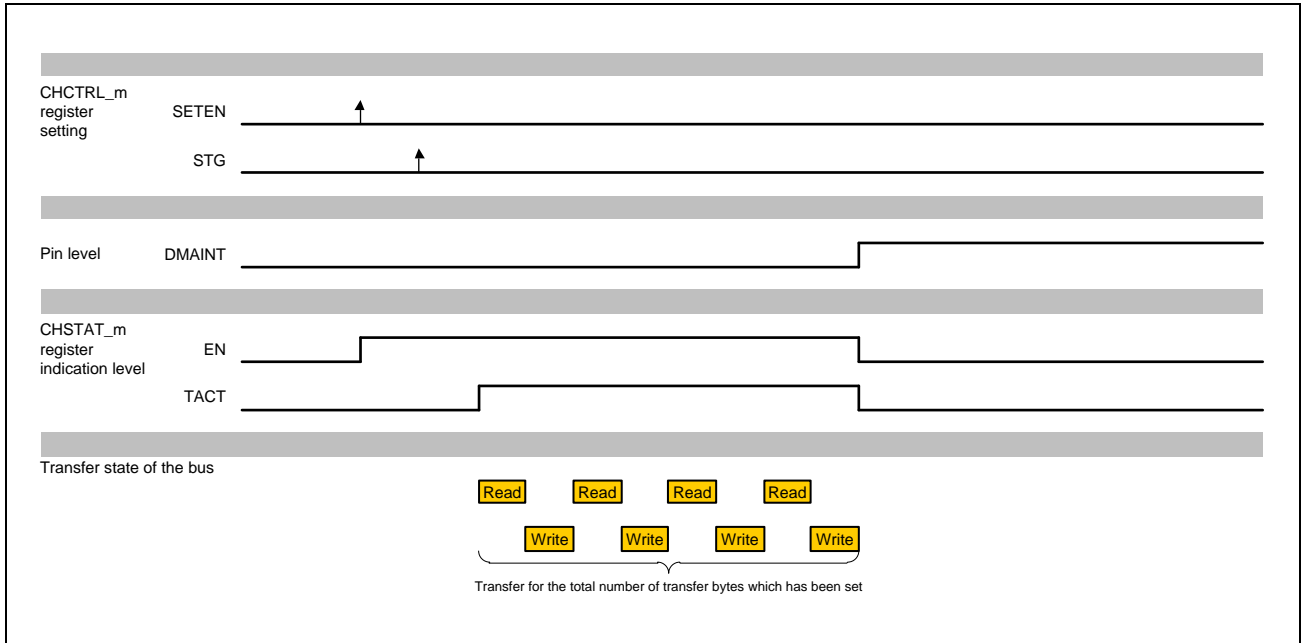 CHCTRL_m
register
setting
SETEN
STG
Pin level
DMAINT
CHSTAT_m
register
indication level
EN
TACT
Transfer state of the bus
Read Read Read Read
Write Write Write Write
Transfer for the total number of transfer bytes which has been set